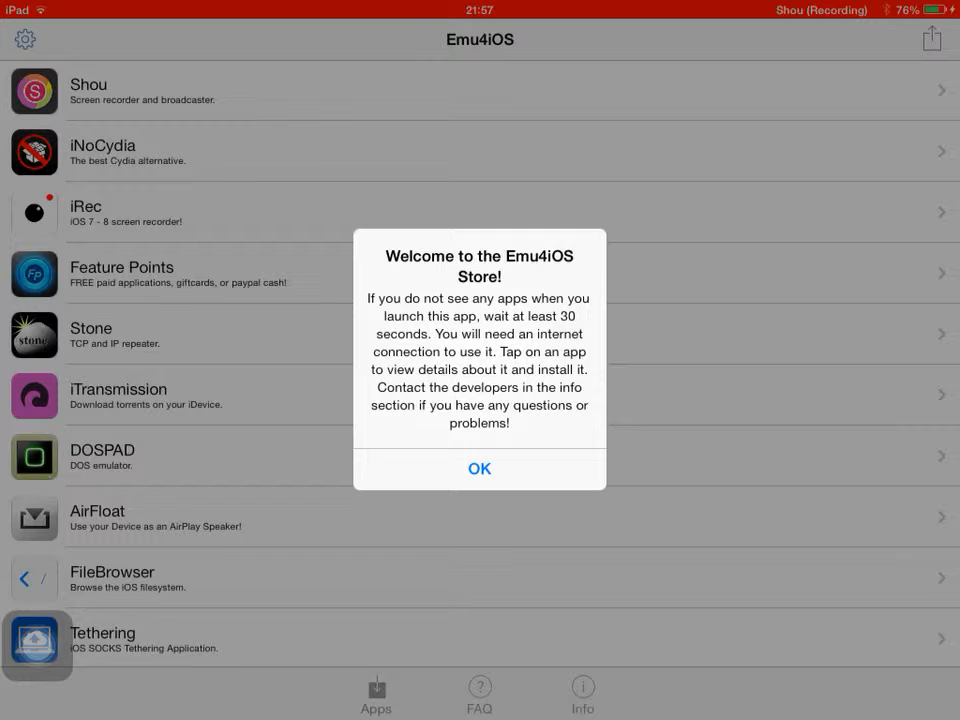 iPad 21:57 Shou (Recording) 76%
Emu4iOS
Shou
Screen recorder and broadcaster.
iNoCydia
The best Cydia alternative.
iRec
iOS 7 - 8 screen recorder!
Fp
Feature Points
FREE paid applications, giftcards, or paypal cash!
stone
Stone
TCP and IP repeater.
iTransmission
Download torrents on your iDevice.
DOSPAD
DOS emulator.
AirFloat
Use your Device as an AirPlay Speaker!
FileBrowser
Browse the iOS filesystem.
Tethering
iOS SOCKS Tethering Application.
Welcome to the Emu4iOS
Store!
If you do not see any apps when you
launch this app, wait at least 30
seconds. You will need an internet
connection to use it. Tap on an app
to view details about it and install it.
Contact the developers in the info
section if you have any questions or
problems!
OK
Apps FAQ Info